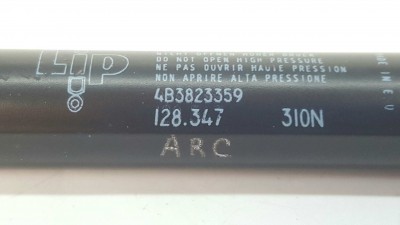 Lip
DO NOT OPEN HIGH PRESSURE
NE PAS OUVRIR HAUTE PRESSION
NON APRIRE ALTA PRESSIONE
4B3823359
128.347 310N
ARC